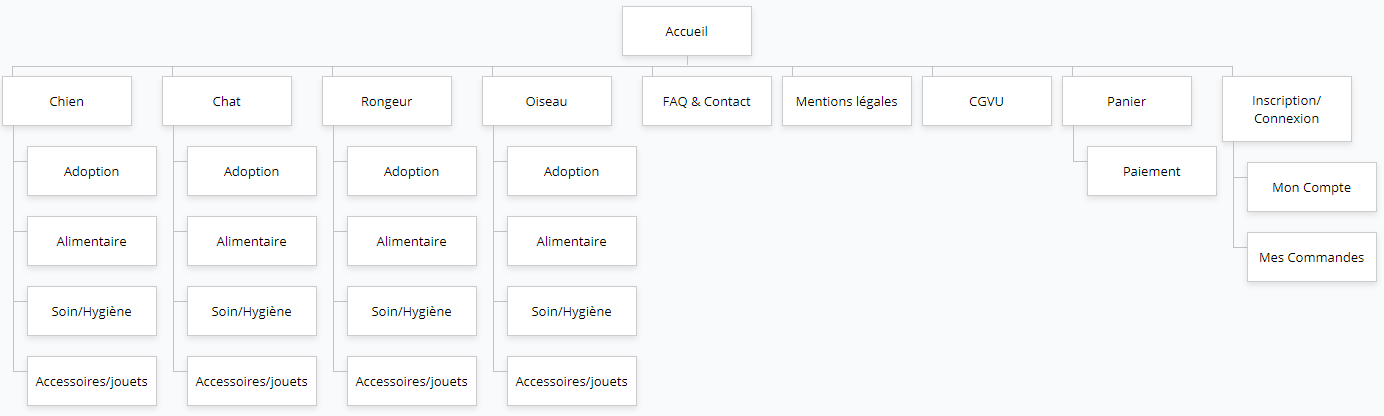 Accueil
Chien
Chat
Rongeur
Oiseau
FAQ & Contact
Mentions légales
CGVU
Panier
Inscription/
Connexion
Adoption
Adoption
Adoption
Adoption
Paiement
Mon Compte
Alimentaire
Alimentaire
Alimentaire
Alimentaire
Mes Commandes
Soin/Hygiène
Soin/Hygiène
Soin/Hygiène
Soin/Hygiène
Accessoires/jouets
Accessoires/jouets
Accessoires/jouets
Accessoires/jouets